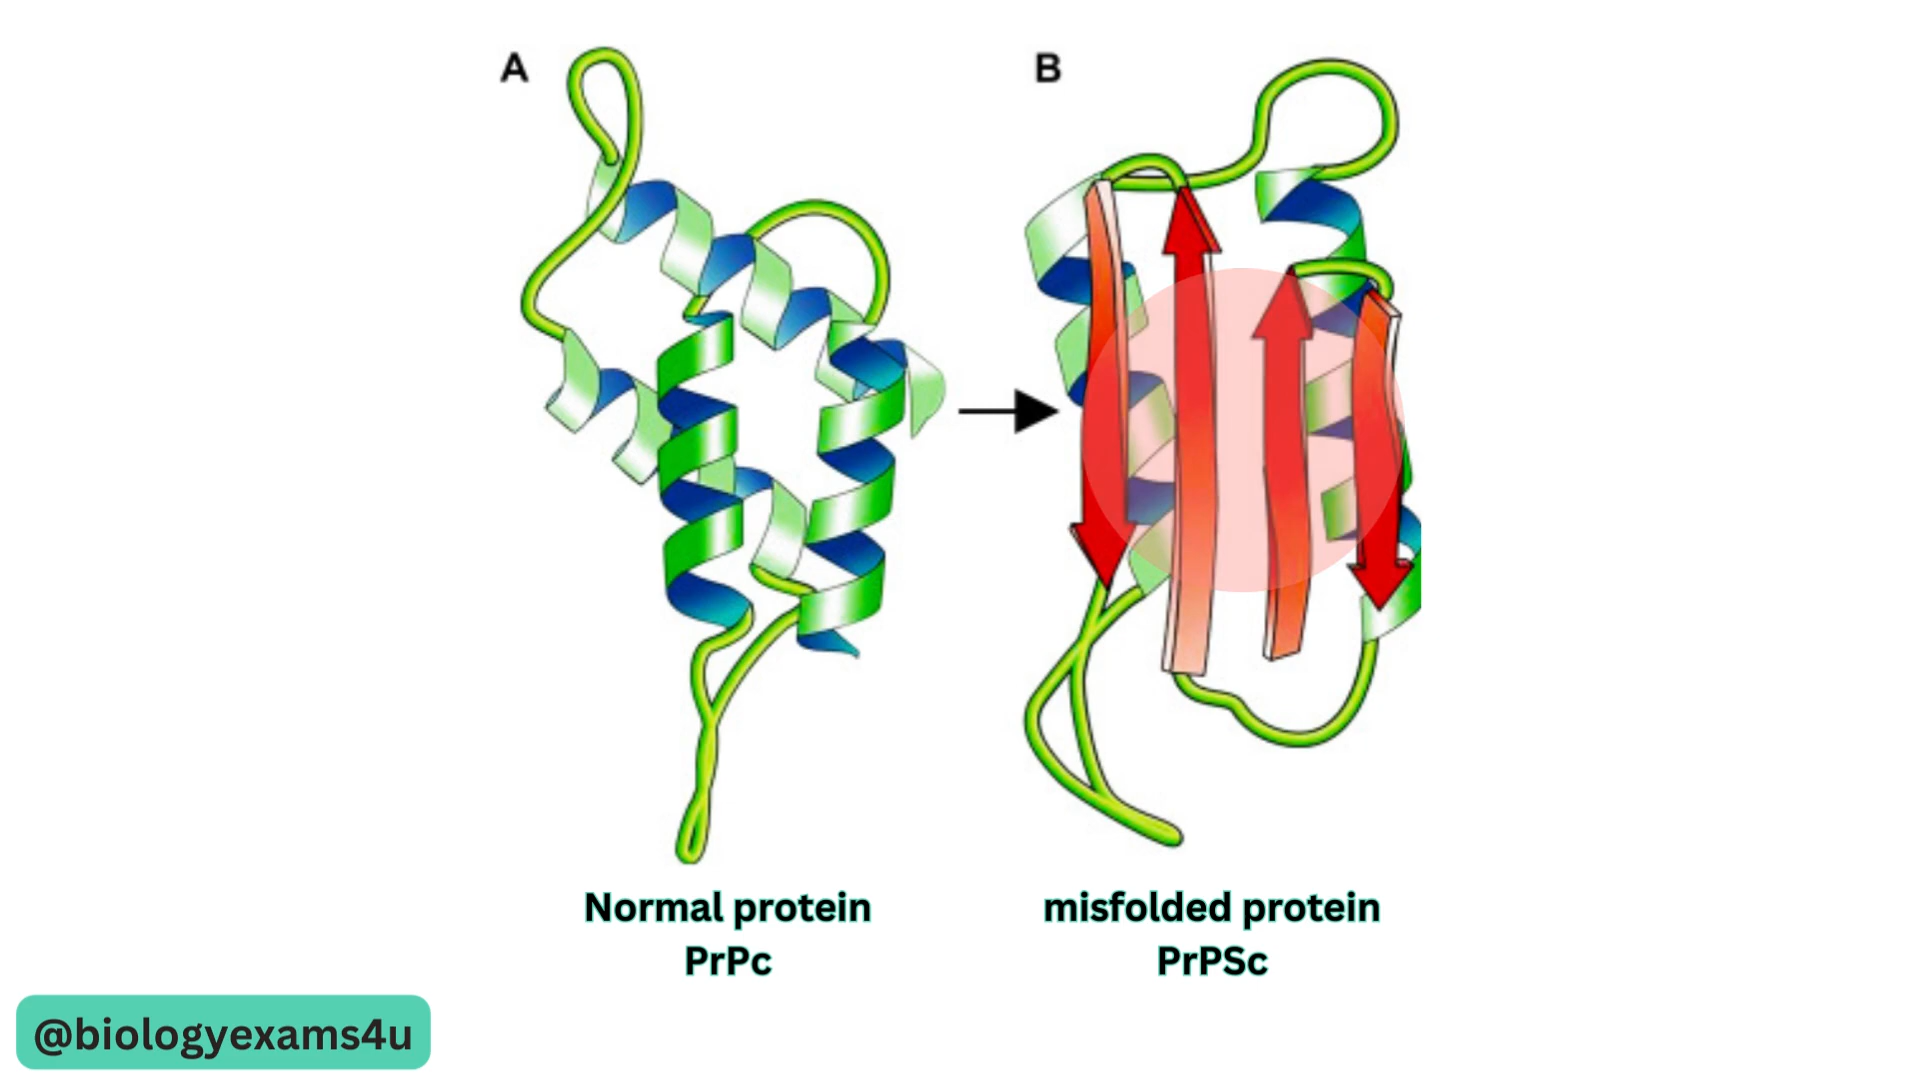 A
B
Normal protein
PrPc
misfolded protein
PrPSc
@biologyexams4u